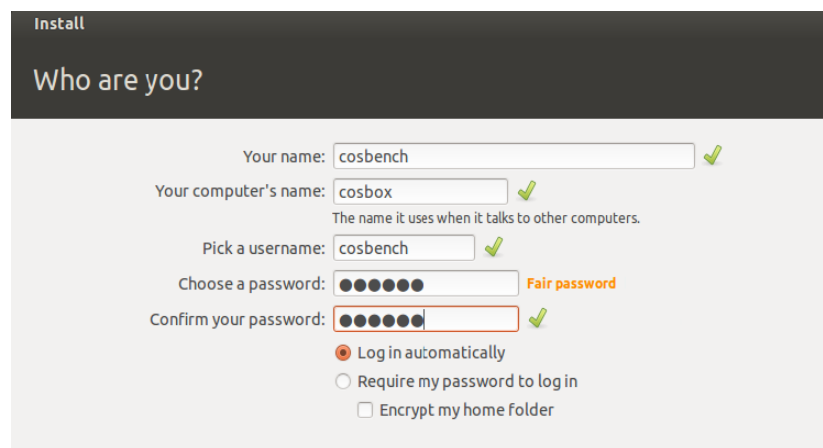 Install
Who are you?
Your name: cosbench
Your computer's name: cosbox
The name it uses when it talks to other computers.
Pick a username: cosbench
Choose a password: ●●●●●● Fair password
Confirm your password: ●●●●●●
Log in automatically
Require my password to log in
Encrypt my home folder